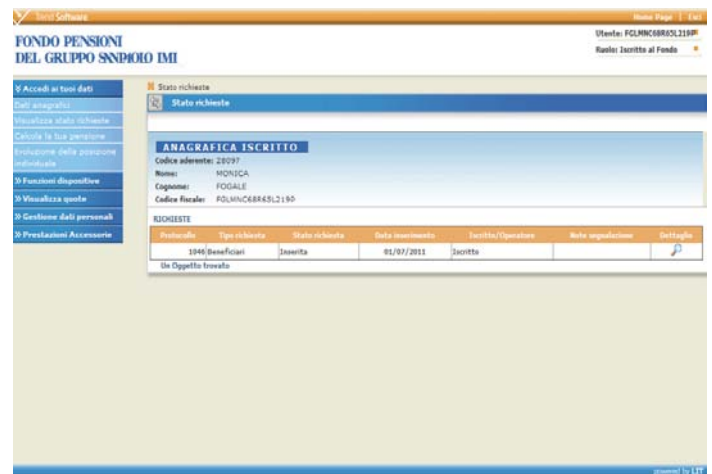 Trend Software
Home Page | Esci
FONDO PENSIONI
DEL GRUPPO SNNPIOIO IMI
Utente: FGLMNC68R65L219P
Ruolo: Iscritto al Fondo
Accedi ai tuoi dati
Dati anagrafici
Visualizza stato richieste
Calcola la tua pensione
Evoluzione della posizione
individuale
Funzioni dispositive
Visualizza quote
Gestione dati personali
Prestazioni Accessorie
Stato richieste
Stato richieste
ANAGRAFICA ISCRITTO
Codice aderente: 28097
Nome: MONICA
Cognome: FOGALE
Codice fiscale: FGLMNC68R65L219P
RICHIESTE
Protocollo Tipo richiesta Stato richiesta Data inserimento Iscritto/Operatore Note segnalazione Dettaglio
1046 Beneficiari Inserita 01/07/2011 Iscritto
Un Oggetto trovato
powered by LIT